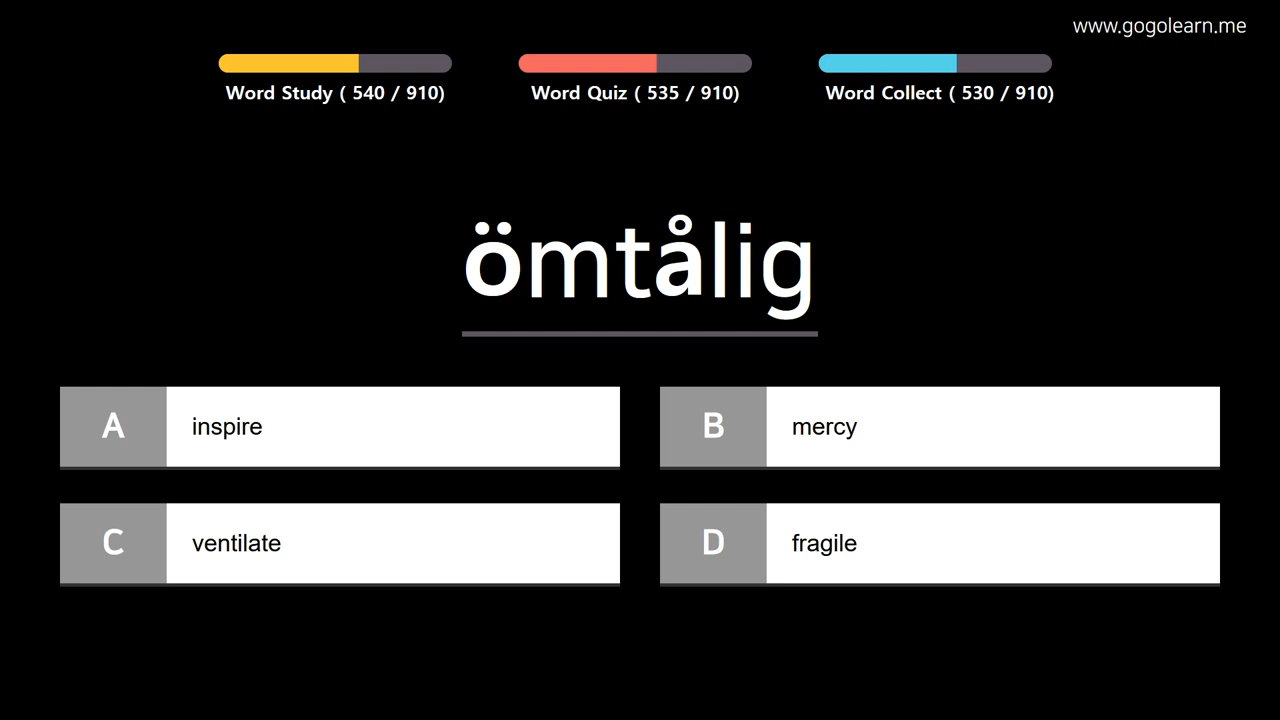 www.gogolearn.me
Word Study ( 540 / 910)
Word Quiz ( 535 / 910)
Word Collect ( 530 / 910)
ömtålig
A inspire
B mercy
C ventilate
D fragile